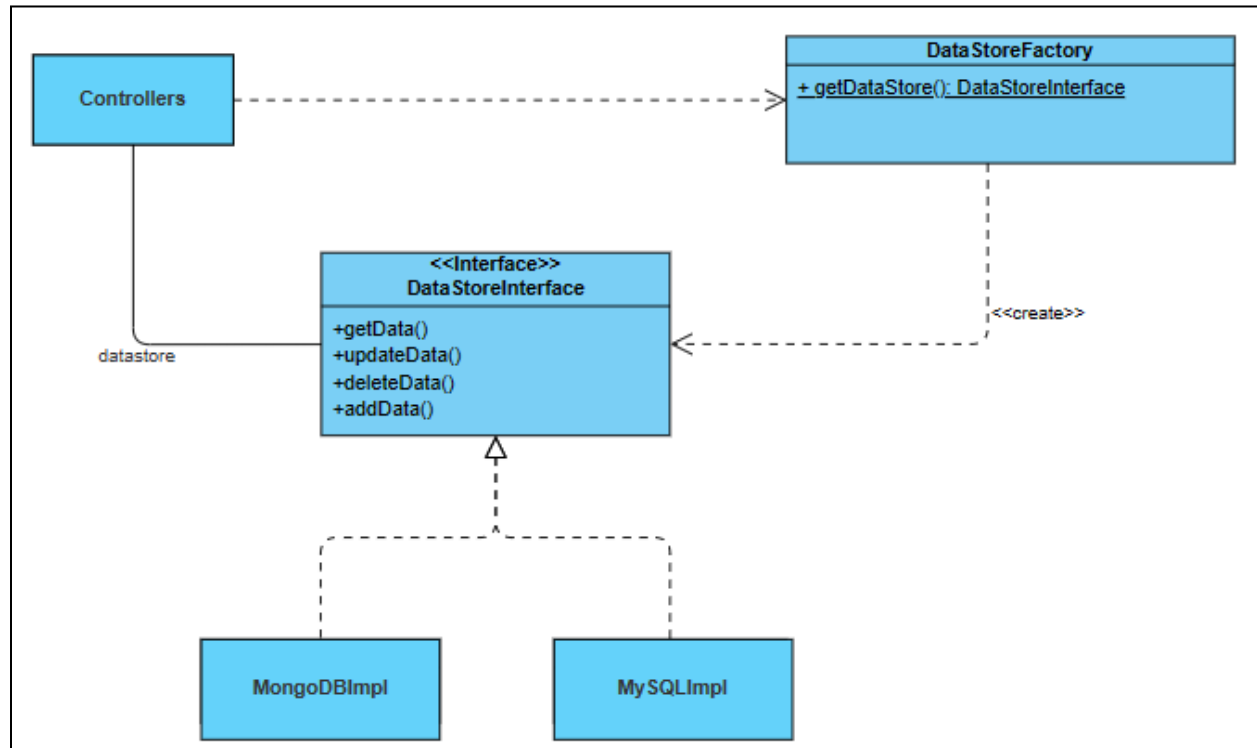 Controllers
DataStoreFactory
+ getDataStore(): DataStoreInterface
<<create>>
<<Interface>>
DataStoreInterface
+getData()
+updateData()
+deleteData()
+addData()
datastore
MongoDBImpl
MySQLImpl